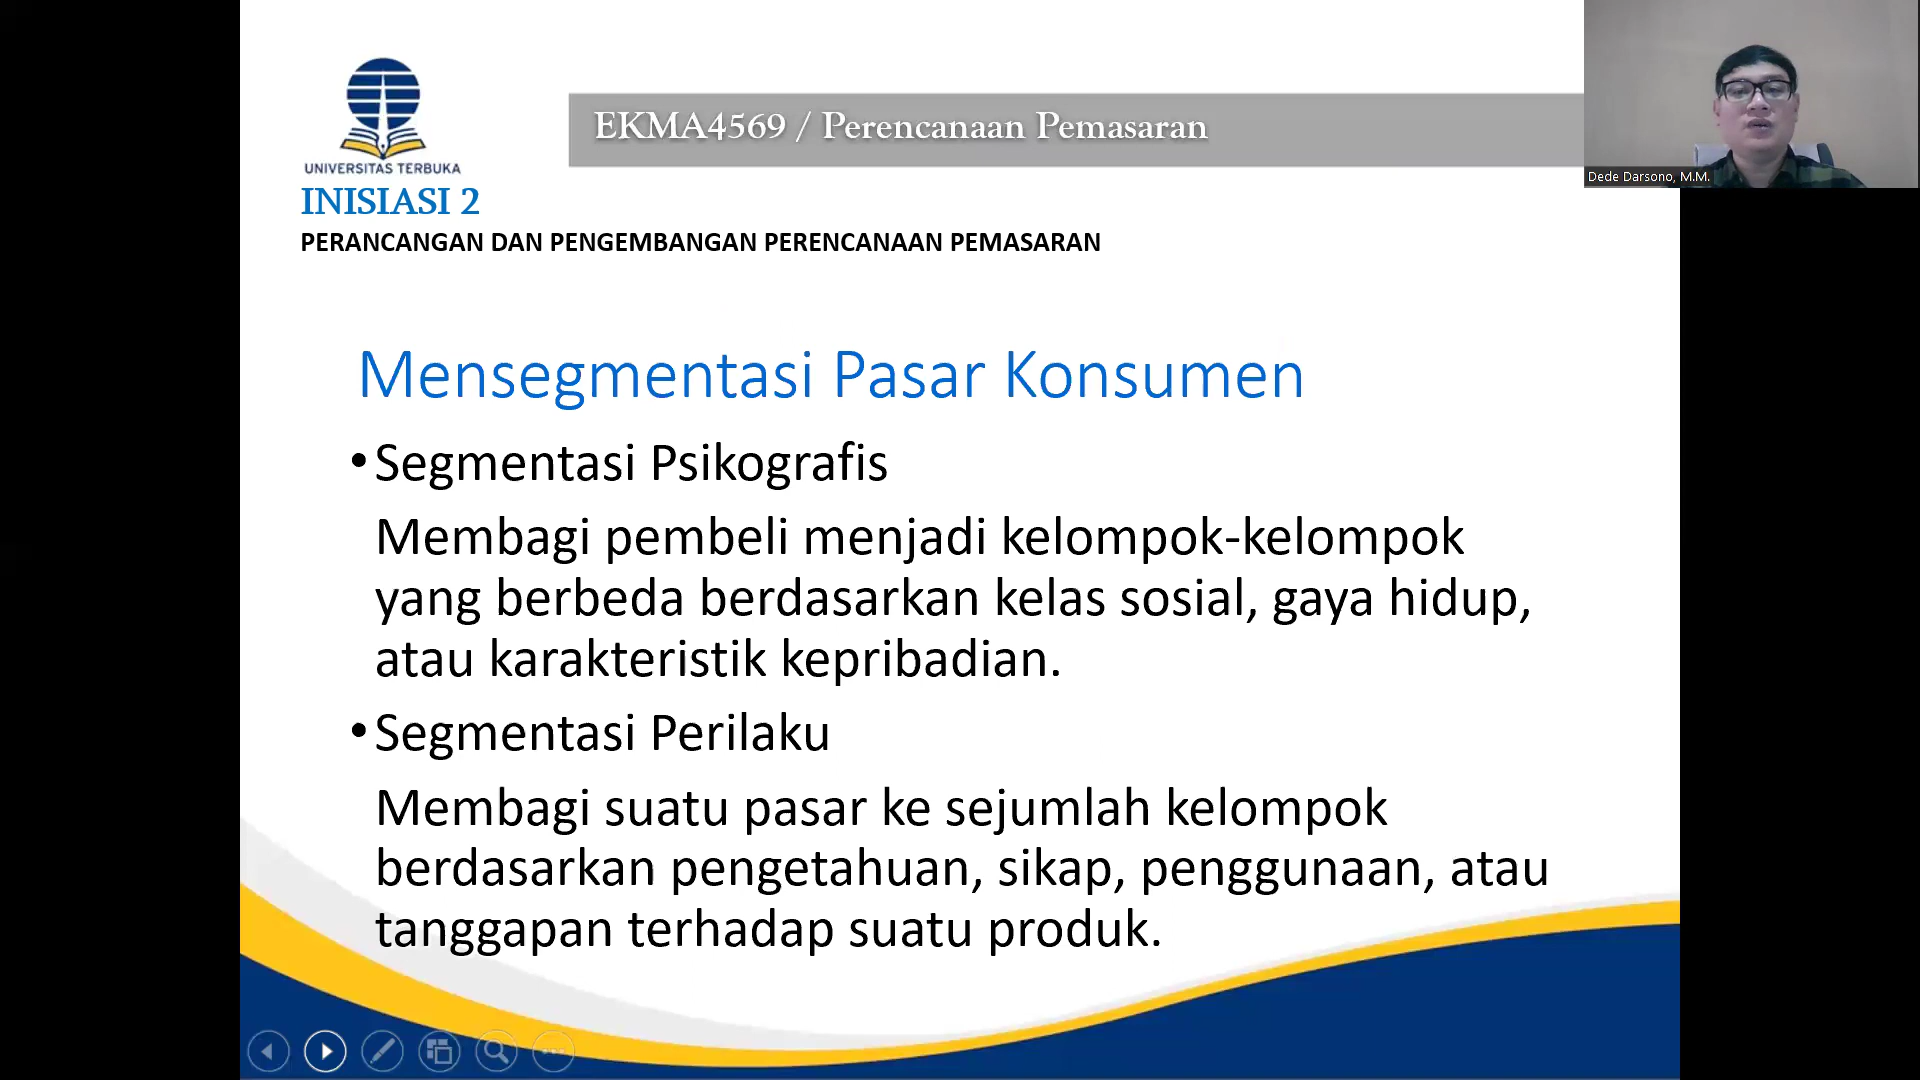 UNIVERSITAS TERBUKA
EKMA4569 / Perencanaan Pemasaran
Dede Darsono, M.M.
INISIASI 2
PERANCANGAN DAN PENGEMBANGAN PERENCANAAN PEMASARAN
Mensegmentasi Pasar Konsumen
•Segmentasi Psikografis
Membagi pembeli menjadi kelompok-kelompok
yang berbeda berdasarkan kelas sosial, gaya hidup,
atau karakteristik kepribadian.
•Segmentasi Perilaku
Membagi suatu pasar ke sejumlah kelompok
berdasarkan pengetahuan, sikap, penggunaan, atau
tanggapan terhadap suatu produk.